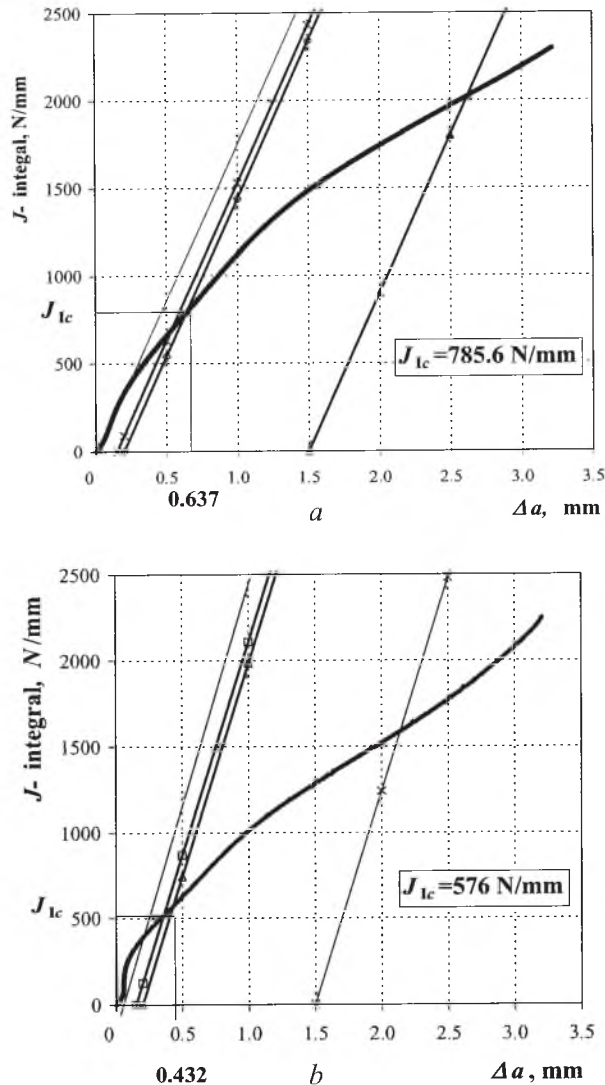 J- integal, N/mm
2500
2000
1500
1000
J1c
500
0
J1c=785.6 N/mm
0 0.5 1.0 1.5 2.0 2.5 3.0 3.5
0.637 a Δa, mm
J- integral, N/mm
2500
2000
1500
1000
J1c
500
0
J1c=576 N/mm
0 0.5 1.0 1.5 2.0 2.5 3.0 3.5
0.432 b Δa, mm